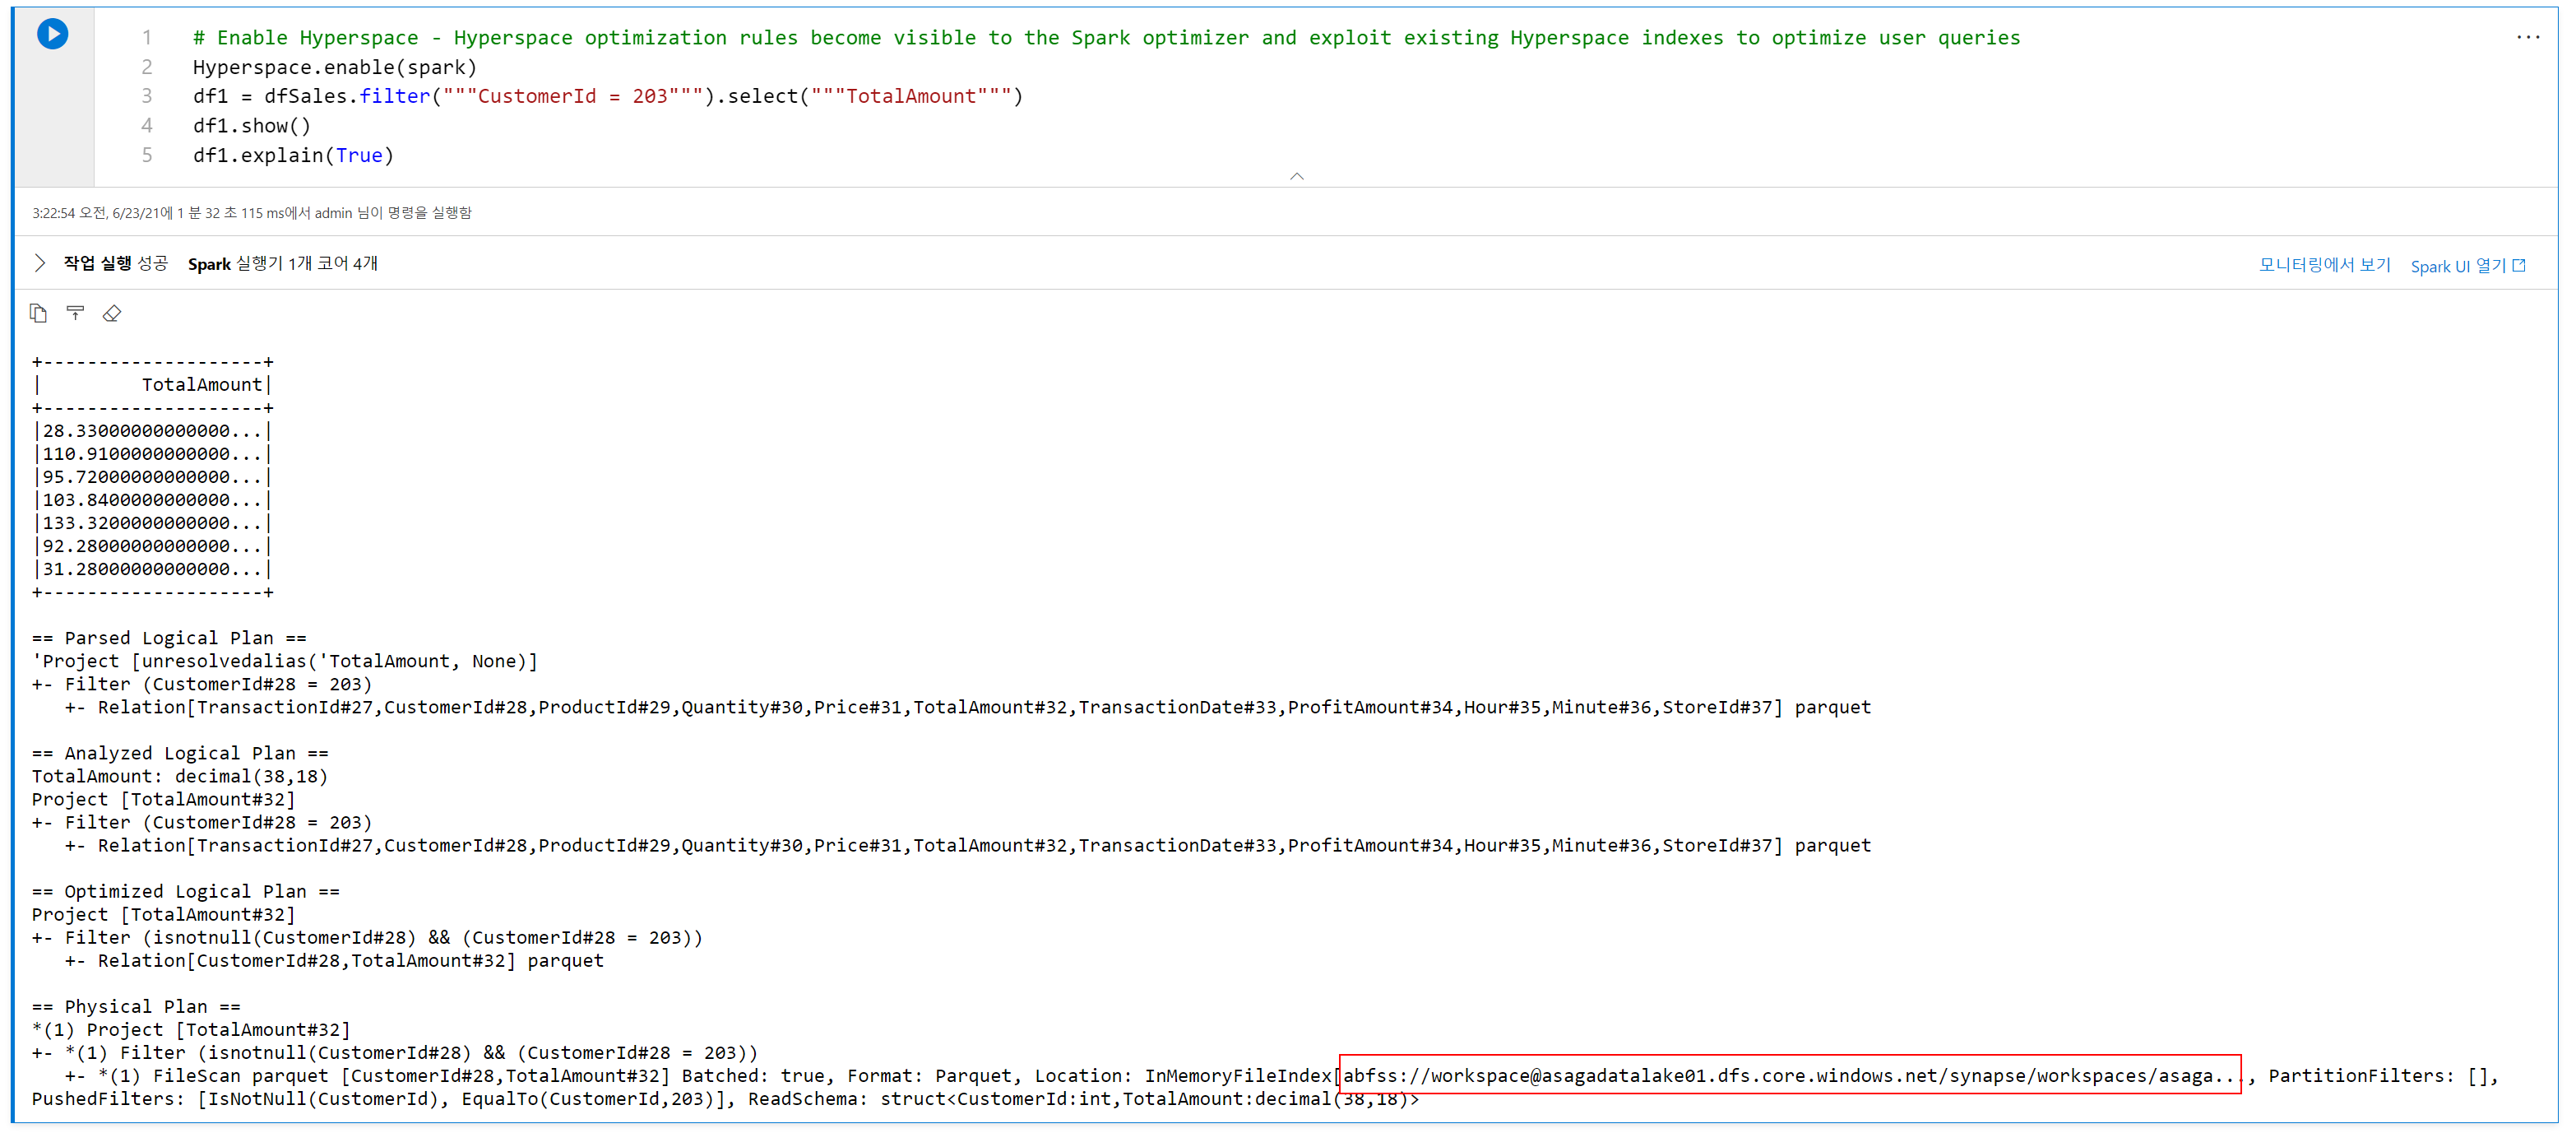 1 # Enable Hyperspace - Hyperspace optimization rules become visible to the Spark optimizer and exploit existing Hyperspace indexes to optimize user queries
2 Hyperspace.enable(spark)
3 df1 = dfSales.filter("""CustomerId = 203""").select("""TotalAmount""")
4 df1.show()
5 df1.explain(True)
3:22:54 오전, 6/23/21에 1 분 32 초 115 ms에서 admin 님이 명령을 실행함
작업 실행 성공 Spark 실행기 1개 코어 4개 모니터링에서 보기 Spark UI 열기
+--------------------+
|         TotalAmount|
+--------------------+
|28.33000000000000...|
|110.9100000000000...|
|95.72000000000000...|
|103.8400000000000...|
|133.3200000000000...|
|92.28000000000000...|
|31.28000000000000...|
+--------------------+
== Parsed Logical Plan ==
'Project [unresolvedalias('TotalAmount, None)]
+- Filter (CustomerId#28 = 203)
   +- Relation[TransactionId#27,CustomerId#28,ProductId#29,Quantity#30,Price#31,TotalAmount#32,TransactionDate#33,ProfitAmount#34,Hour#35,Minute#36,StoreId#37] parquet
== Analyzed Logical Plan ==
TotalAmount: decimal(38,18)
Project [TotalAmount#32]
+- Filter (CustomerId#28 = 203)
   +- Relation[TransactionId#27,CustomerId#28,ProductId#29,Quantity#30,Price#31,TotalAmount#32,TransactionDate#33,ProfitAmount#34,Hour#35,Minute#36,StoreId#37] parquet
== Optimized Logical Plan ==
Project [TotalAmount#32]
+- Filter (isnotnull(CustomerId#28) && (CustomerId#28 = 203))
   +- Relation[CustomerId#28,TotalAmount#32] parquet
== Physical Plan ==
*(1) Project [TotalAmount#32]
+- *(1) Filter (isnotnull(CustomerId#28) && (CustomerId#28 = 203))
   +- *(1) FileScan parquet [CustomerId#28,TotalAmount#32] Batched: true, Format: Parquet, Location: InMemoryFileIndex[abfss://workspace@asagadatalake01.dfs.core.windows.net/synapse/workspaces/asaga..., PartitionFilters: [],
PushedFilters: [IsNotNull(CustomerId), EqualTo(CustomerId,203)], ReadSchema: struct<CustomerId:int,TotalAmount:decimal(38,18)>